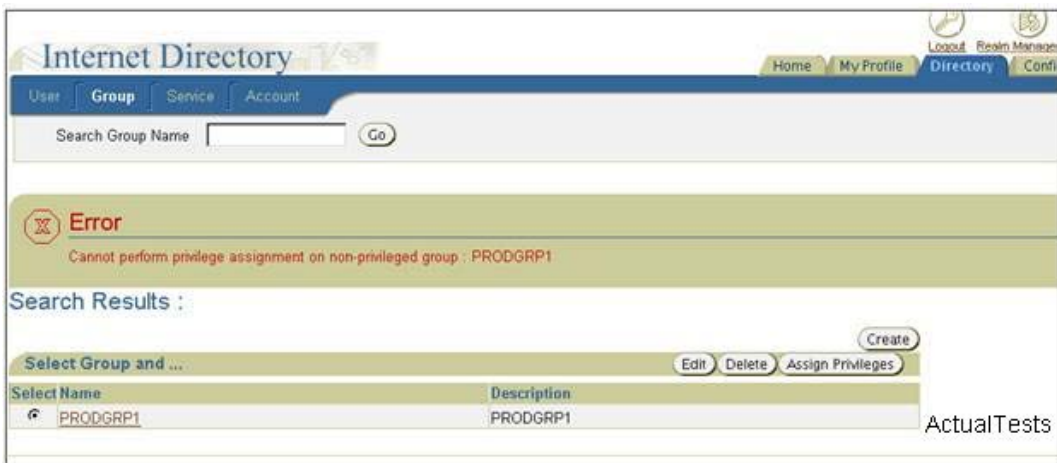 Logout Realm Manage
Internet Directory
Home My Profile Directory Confi
User Group Service Account
Search Group Name Go
Error
Cannot perform privilege assignment on non-privileged group : PRODGRP1
Search Results :
Create
Select Group and ... Edit Delete Assign Privileges
Select Name Description
PRODGRP1 PRODGRP1
ActualTests